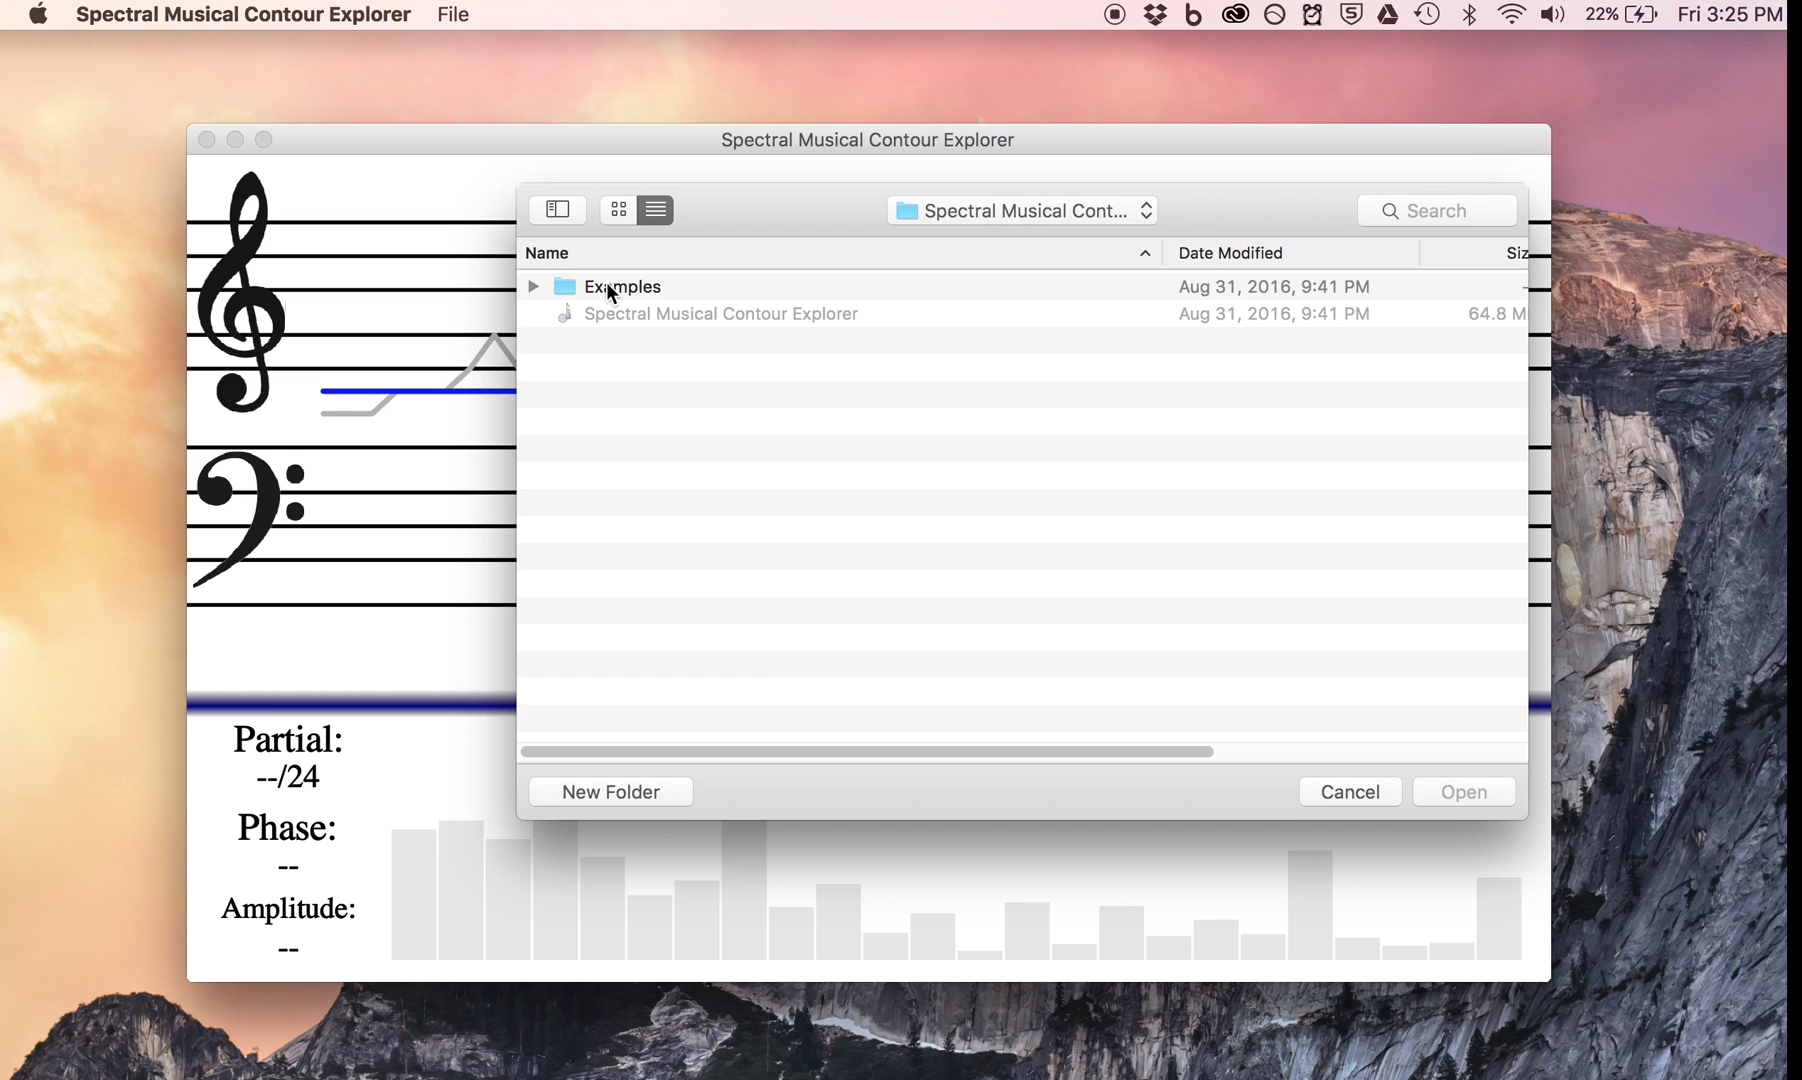 Spectral Musical Contour Explorer File 22% Fri 3:25 PM
Spectral Musical Contour Explorer
Spectral Musical Cont... Search
Name Date Modified Siz
Examples Aug 31, 2016, 9:41 PM
Spectral Musical Contour Explorer Aug 31, 2016, 9:41 PM 64.8 M
Partial:
--/24
New Folder Cancel Open
Phase:
--
Amplitude:
--